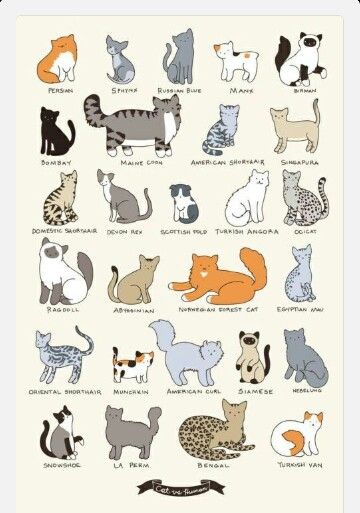 PERSIAN SPHYNX RUSSIAN BLUE MANX BIRMAN
BOMBAY MAINE COON AMERICAN SHORTHAIR SINGAPURA
DOMESTIC SHORTHAIR DEVON REX SCOTTISH FOLD TURKISH ANGORA OCICAT
RAGDOLL ABYSSINIAN NORWEGIAN FOREST CAT EGYPTIAN MAU
ORIENTAL SHORTHAIR MUNCHKIN AMERICAN CURL SIAMESE NEBELUNG
SNOWSHOE LA PERM BENGAL TURKISH VAN
Cat vs Human